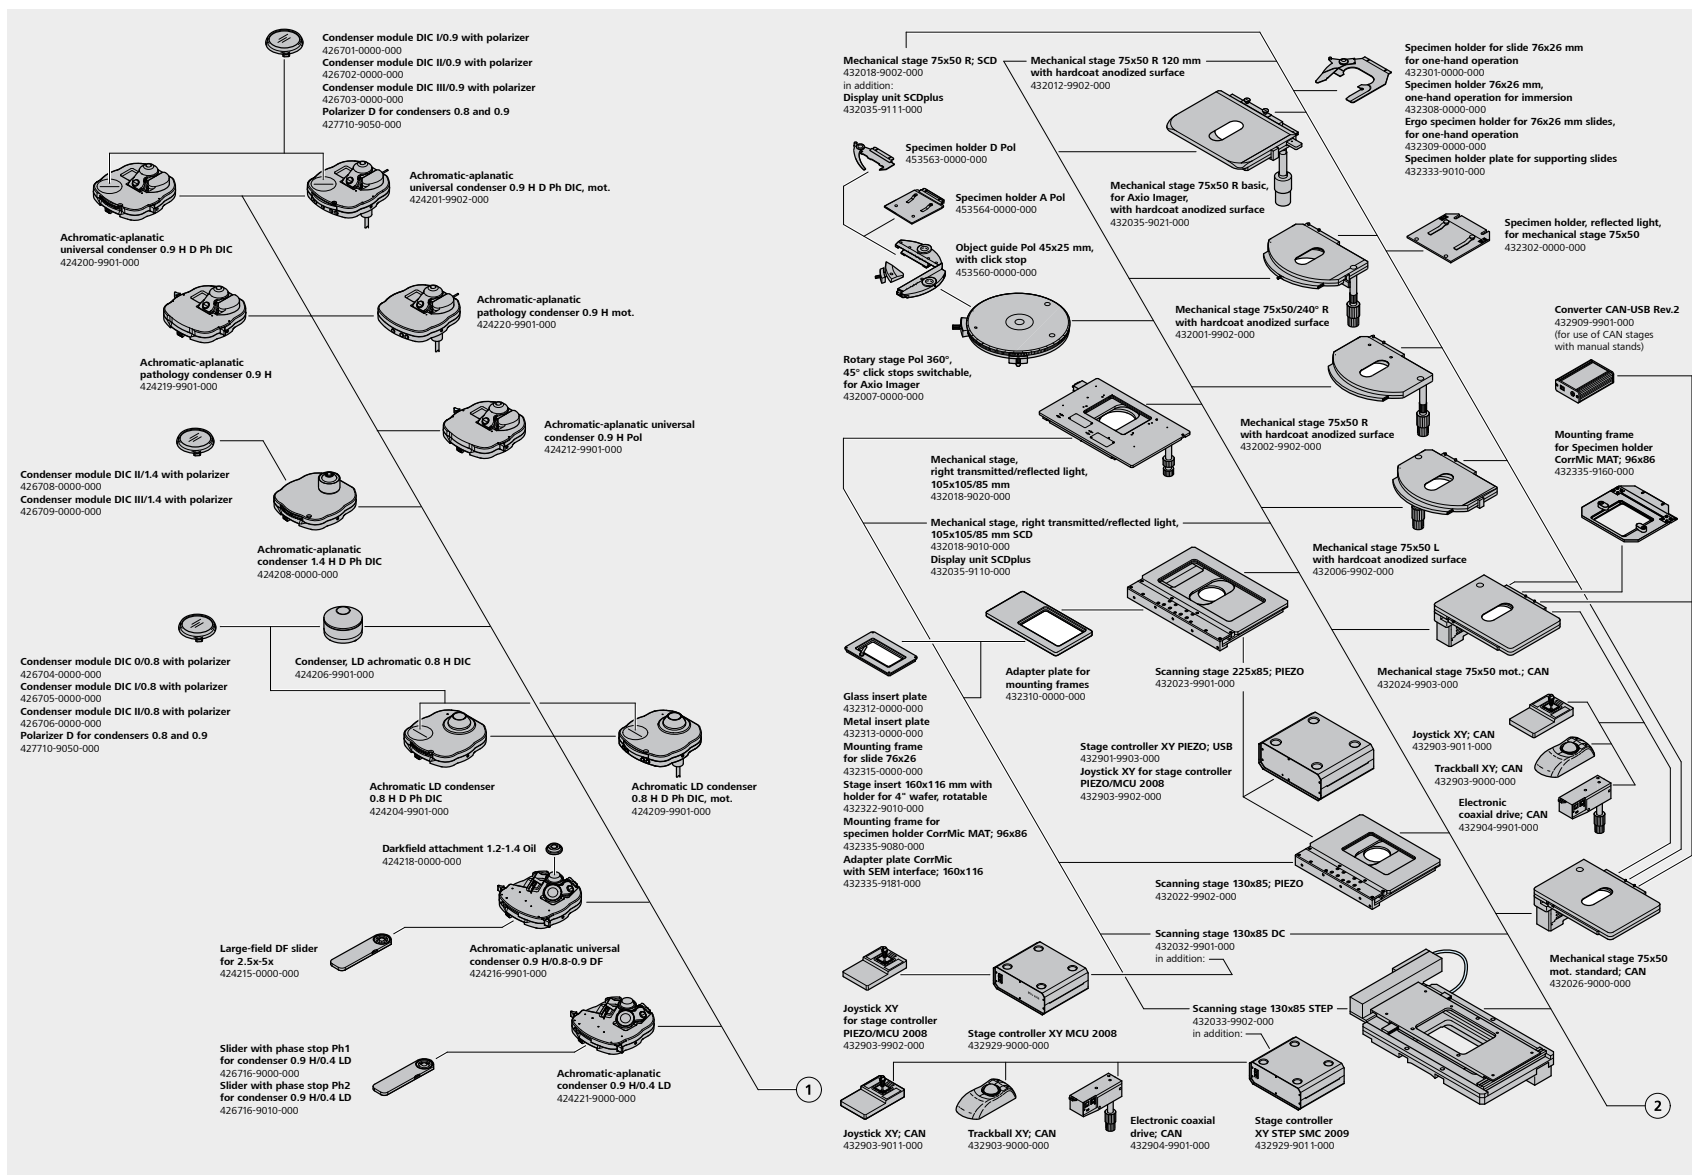 Condenser module DIC I/0.9 with polarizer
426701-0000-000
Condenser module DIC II/0.9 with polarizer
426702-0000-000
Condenser module DIC III/0.9 with polarizer
426703-0000-000
Polarizer D for condensers 0.8 and 0.9
427710-9050-000
Achromatic-aplanatic
universal condenser 0.9 H D Ph DIC, mot.
424201-9902-000
Achromatic-aplanatic
universal condenser 0.9 H D Ph DIC
424200-9901-000
Achromatic-aplanatic
pathology condenser 0.9 H mot.
424220-9901-000
Achromatic-aplanatic
pathology condenser 0.9 H
424219-9901-000
Achromatic-aplanatic universal
condenser 0.9 H Pol
424212-9901-000
Condenser module DIC II/1.4 with polarizer
426708-0000-000
Condenser module DIC III/1.4 with polarizer
426709-0000-000
Achromatic-aplanatic
condenser 1.4 H D Ph DIC
424208-0000-000
Condenser module DIC 0/0.8 with polarizer
426704-0000-000
Condenser module DIC I/0.8 with polarizer
426705-0000-000
Condenser module DIC II/0.8 with polarizer
426706-0000-000
Polarizer D for condensers 0.8 and 0.9
427710-9050-000
Condenser, LD achromatic 0.8 H DIC
424206-9901-000
Achromatic LD condenser
0.8 H D Ph DIC
424204-9901-000
Achromatic LD condenser
0.8 H D Ph DIC, mot.
424209-9901-000
Darkfield attachment 1.2-1.4 Oil
424218-0000-000
Large-field DF slider
for 2.5x-5x
424215-0000-000
Achromatic-aplanatic universal
condenser 0.9 H/0.8-0.9 DF
424216-9901-000
Slider with phase stop Ph1
for condenser 0.9 H/0.4 LD
426716-9000-000
Slider with phase stop Ph2
for condenser 0.9 H/0.4 LD
426716-9010-000
Achromatic-aplanatic
condenser 0.9 H/0.4 LD
424221-9000-000
1
Mechanical stage 75x50 R; SCD
432018-9002-000
in addition:
Display unit SCDplus
432035-9111-000
Mechanical stage 75x50 R 120 mm
with hardcoat anodized surface
432012-9902-000
Specimen holder for slide 76x26 mm
for one-hand operation
432301-0000-000
Specimen holder 76x26 mm,
one-hand operation for immersion
432308-0000-000
Ergo specimen holder for 76x26 mm slides,
for one-hand operation
432309-0000-000
Specimen holder plate for supporting slides
432333-9010-000
Specimen holder D Pol
453563-0000-000
Specimen holder A Pol
453564-0000-000
Mechanical stage 75x50 R basic,
for Axio Imager,
with hardcoat anodized surface
432035-9021-000
Specimen holder, reflected light,
for mechanical stage 75x50
432302-0000-000
Object guide Pol 45x25 mm,
with click stop
453560-0000-000
Mechanical stage 75x50/240° R
with hardcoat anodized surface
432001-9902-000
Converter CAN-USB Rev.2
432909-9901-000
(for use of CAN stages
with manual stands)
Rotary stage Pol 360°,
45° click stops switchable,
for Axio Imager
432007-0000-000
Mechanical stage 75x50 R
with hardcoat anodized surface
432002-9902-000
Mounting frame
for Specimen holder
CorrMic MAT; 96x86
432335-9160-000
Mechanical stage,
right transmitted/reflected light,
105x105/85 mm
432018-9020-000
Mechanical stage, right transmitted/reflected light,
105x105/85 mm SCD
432018-9010-000
Display unit SCDplus
432035-9110-000
Mechanical stage 75x50 L
with hardcoat anodized surface
432006-9902-000
Adapter plate for
mounting frames
432310-0000-000
Scanning stage 225x85; PIEZO
432023-9901-000
Mechanical stage 75x50 mot.; CAN
432024-9903-000
Glass insert plate
432312-0000-000
Metal insert plate
432313-0000-000
Mounting frame
for slide 76x26
432315-0000-000
Stage insert 160x116 mm with
holder for 4" wafer, rotatable
432322-9010-000
Mounting frame for
specimen holder CorrMic MAT; 96x86
432335-9080-000
Adapter plate CorrMic
with SEM interface; 160x116
432335-9181-000
Stage controller XY PIEZO; USB
432901-9903-000
Joystick XY for stage controller
PIEZO/MCU 2008
432903-9902-000
Joystick XY; CAN
432903-9011-000
Trackball XY; CAN
432903-9000-000
Electronic
coaxial drive; CAN
432904-9901-000
Scanning stage 130x85; PIEZO
432022-9902-000
Scanning stage 130x85 DC
432032-9901-000
in addition:
Mechanical stage 75x50
mot. standard; CAN
432026-9000-000
Joystick XY
for stage controller
PIEZO/MCU 2008
432903-9902-000
Stage controller XY MCU 2008
432929-9000-000
Scanning stage 130x85 STEP
432033-9902-000
in addition:
Joystick XY; CAN
432903-9011-000
Trackball XY; CAN
432903-9000-000
Electronic coaxial
drive; CAN
432904-9901-000
Stage controller
XY STEP SMC 2009
432929-9011-000
2